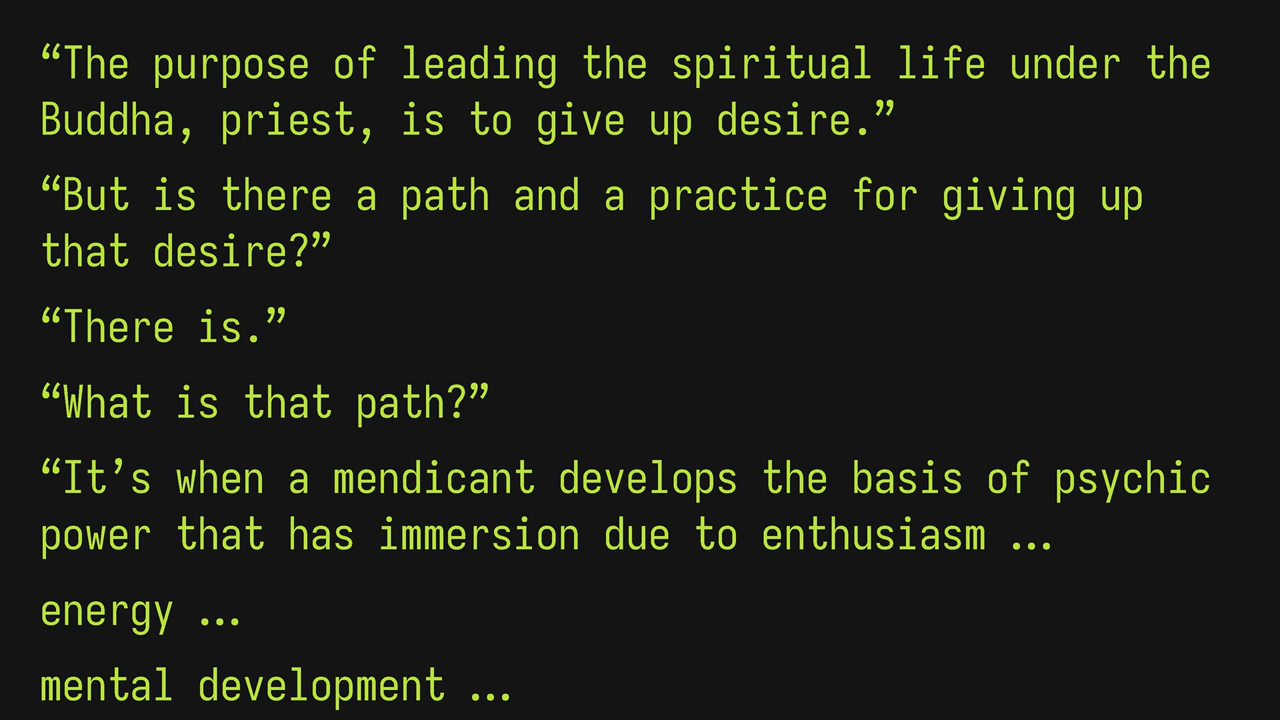 “The purpose of leading the spiritual life under the
Buddha, priest, is to give up desire.”
“But is there a path and a practice for giving up
that desire?”
“There is.”
“What is that path?”
“It’s when a mendicant develops the basis of psychic
power that has immersion due to enthusiasm …
energy …
mental development …